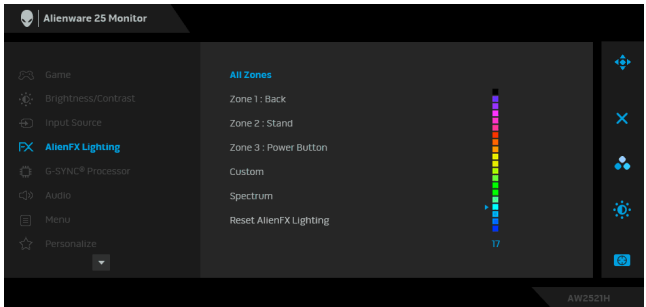 Alienware 25 Monitor
Game
All Zones
Brightness/Contrast
Zone 1 : Back
Input Source
Zone 2 : Stand
FX AlienFX Lighting
Zone 3 : Power Button
G-SYNC® Processor
Custom
Audio
Spectrum
Menu
Reset AlienFX Lighting
Personalize
17
AW2521H